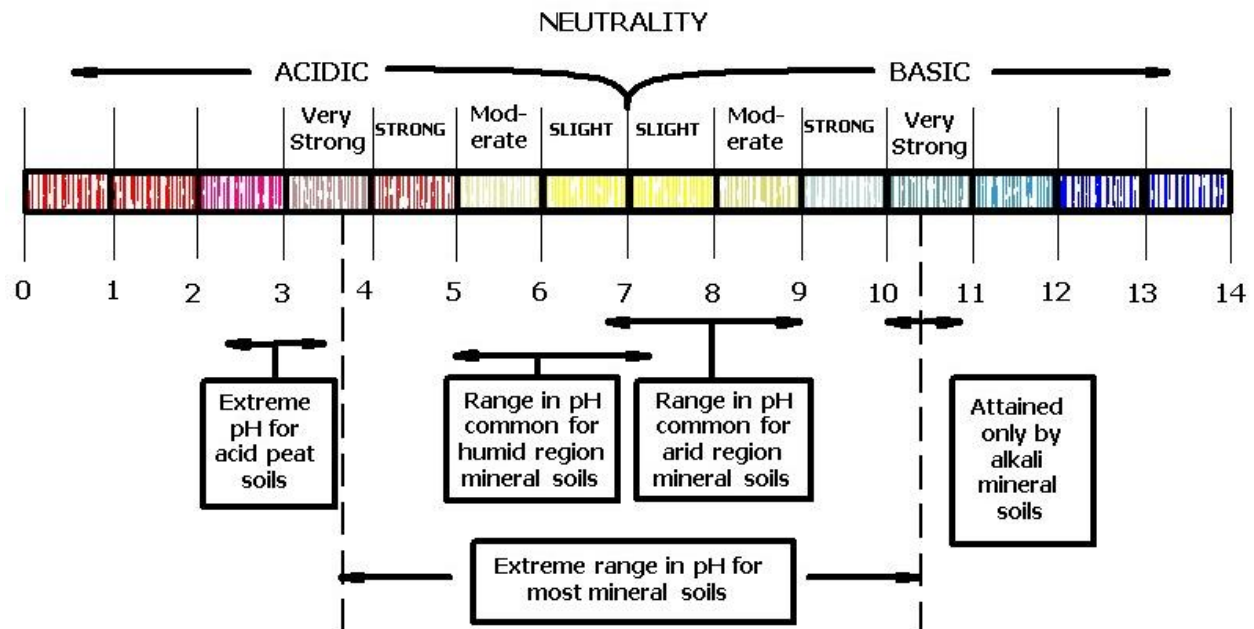 NEUTRALITY
ACIDIC
BASIC
Very
Strong
STRONG
Mod-
erate
SLIGHT
SLIGHT
Mod-
erate
STRONG
Very
Strong
0 1 2 3 4 5 6 7 8 9 10 11 12 13 14
Extreme
pH for
acid peat
soils
Range in pH
common for
humid region
mineral soils
Range in pH
common for
arid region
mineral soils
Attained
only by
alkali
mineral
soils
Extreme range in pH for
most mineral soils